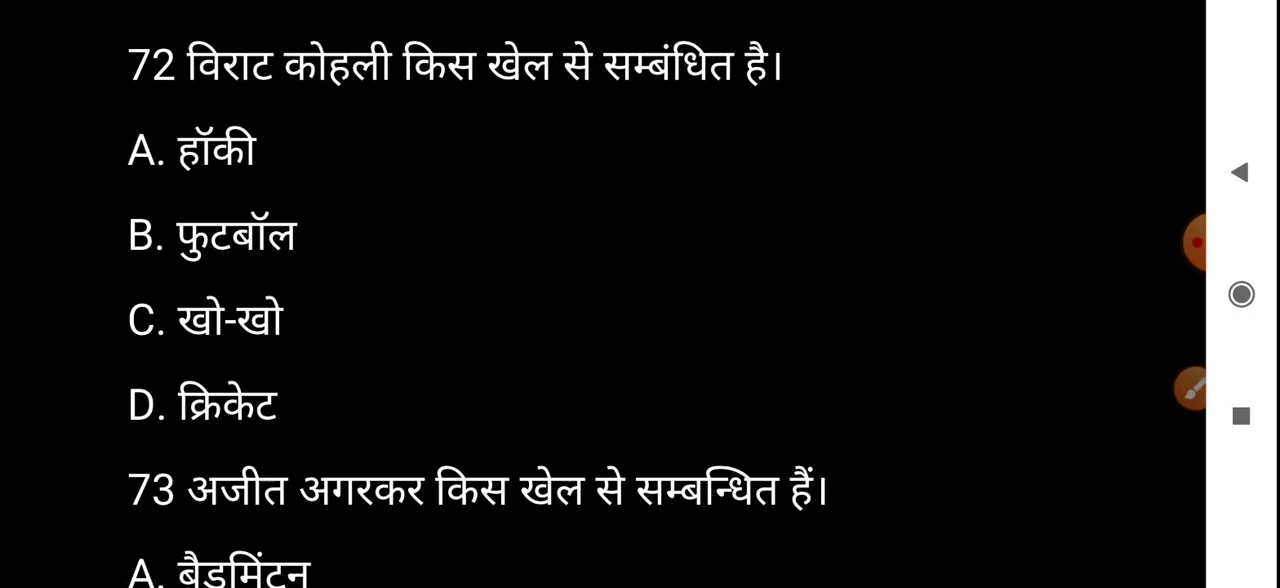 72 विराट कोहली किस खेल से सम्बंधित है।
A. हॉकी
B. फुटबॉल
C. खो-खो
D. क्रिकेट
73 अजीत अगरकर किस खेल से सम्बन्धित हैं।
A. बैडमिंटन